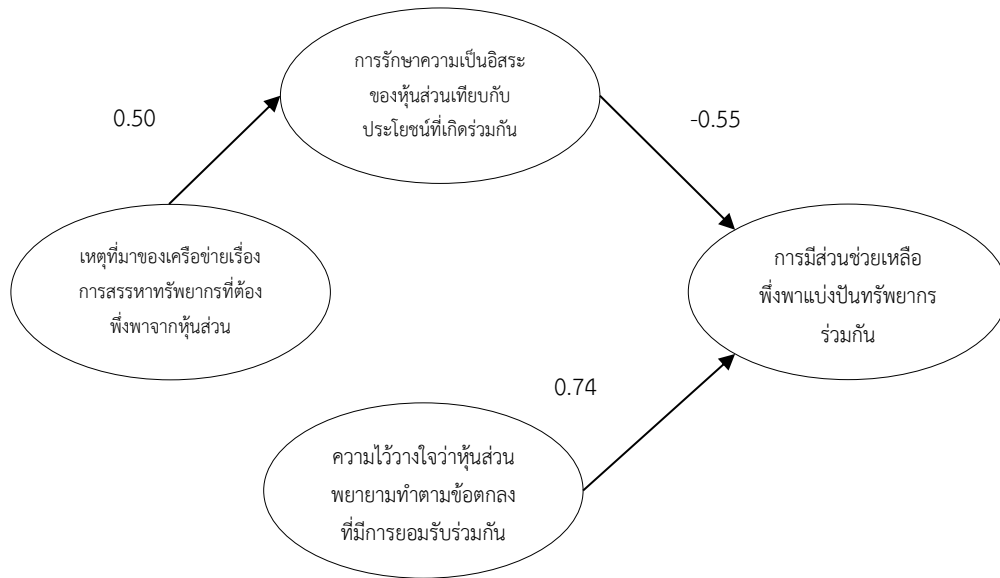 การรักษาความเป็นอิสระ
ของหุ้นส่วนเทียบกับ
ประโยชน์ที่เกิดร่วมกัน
0.50
-0.55
เหตุที่มาของเครือข่ายเรื่อง
การสรรหาทรัพยากรที่ต้อง
พึ่งพาจากหุ้นส่วน
การมีส่วนช่วยเหลือ
พึ่งพาแบ่งปันทรัพยากร
ร่วมกัน
0.74
ความไว้วางใจว่าหุ้นส่วน
พยายามทำตามข้อตกลง
ที่มีการยอมรับร่วมกัน